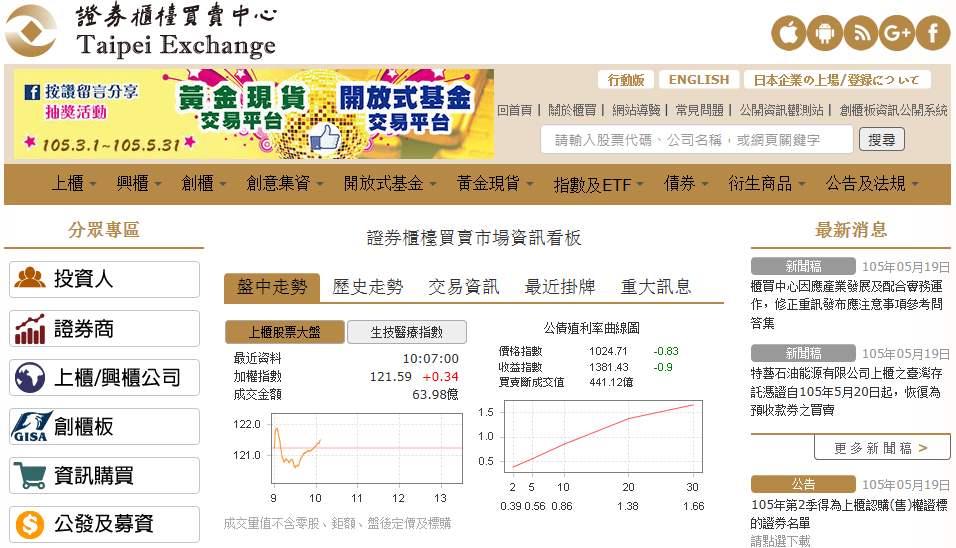 證券櫃檯買賣中心
Taipei Exchange
按讚留言分享
抽獎活動
105.3.1~105.5.31
黃金現貨
交易平台
開放式基金
交易平台
行動版
ENGLISH
日本企業の上場/登録について
回首頁 | 關於櫃買 | 網站導覽 | 常見問題 | 公開資訊觀測站 | 創櫃板資訊公開系統
請輸入股票代碼、公司名稱，或網頁關鍵字
搜尋
上櫃 興櫃 創櫃 創意集資 開放式基金 黃金現貨 指數及ETF 債券 衍生商品 公告及法規
分眾專區
投資人
證券商
上櫃/興櫃公司
GISA 創櫃板
資訊購買
公發及募資
證券櫃檯買賣市場資訊看板
盤中走勢 歷史走勢 交易資訊 最近掛牌 重大訊息
上櫃股票大盤 生技醫療指數
最近資料 10:07:00
加權指數 121.59 +0.34
成交金額 63.98億
122.0
121.0
9 10 11 12 13
成交量值不含零股、鉅額、盤後定價及標購
公債殖利率曲線圖
價格指數 1024.71 -0.83
收益指數 1381.43 -0.9
買賣斷成交值 441.12億
1.5
1.0
0.5
2 5 10 20 30
0.39 0.56 0.86 1.38 1.66
最新消息
新聞稿 105年05月19日
櫃買中心因應產業發展及配合審務運
作，修正重訊發布應注意事項參考問
答集
新聞稿 105年05月19日
特藝石油能源有限公司上櫃之臺灣存
託憑證自105年5月20日起，恢復為
預收款券之買賣
更多新聞稿 >
公告 105年05月19日
105年第2季得為上櫃認購(售)權證標
的證券名單
請點選下載